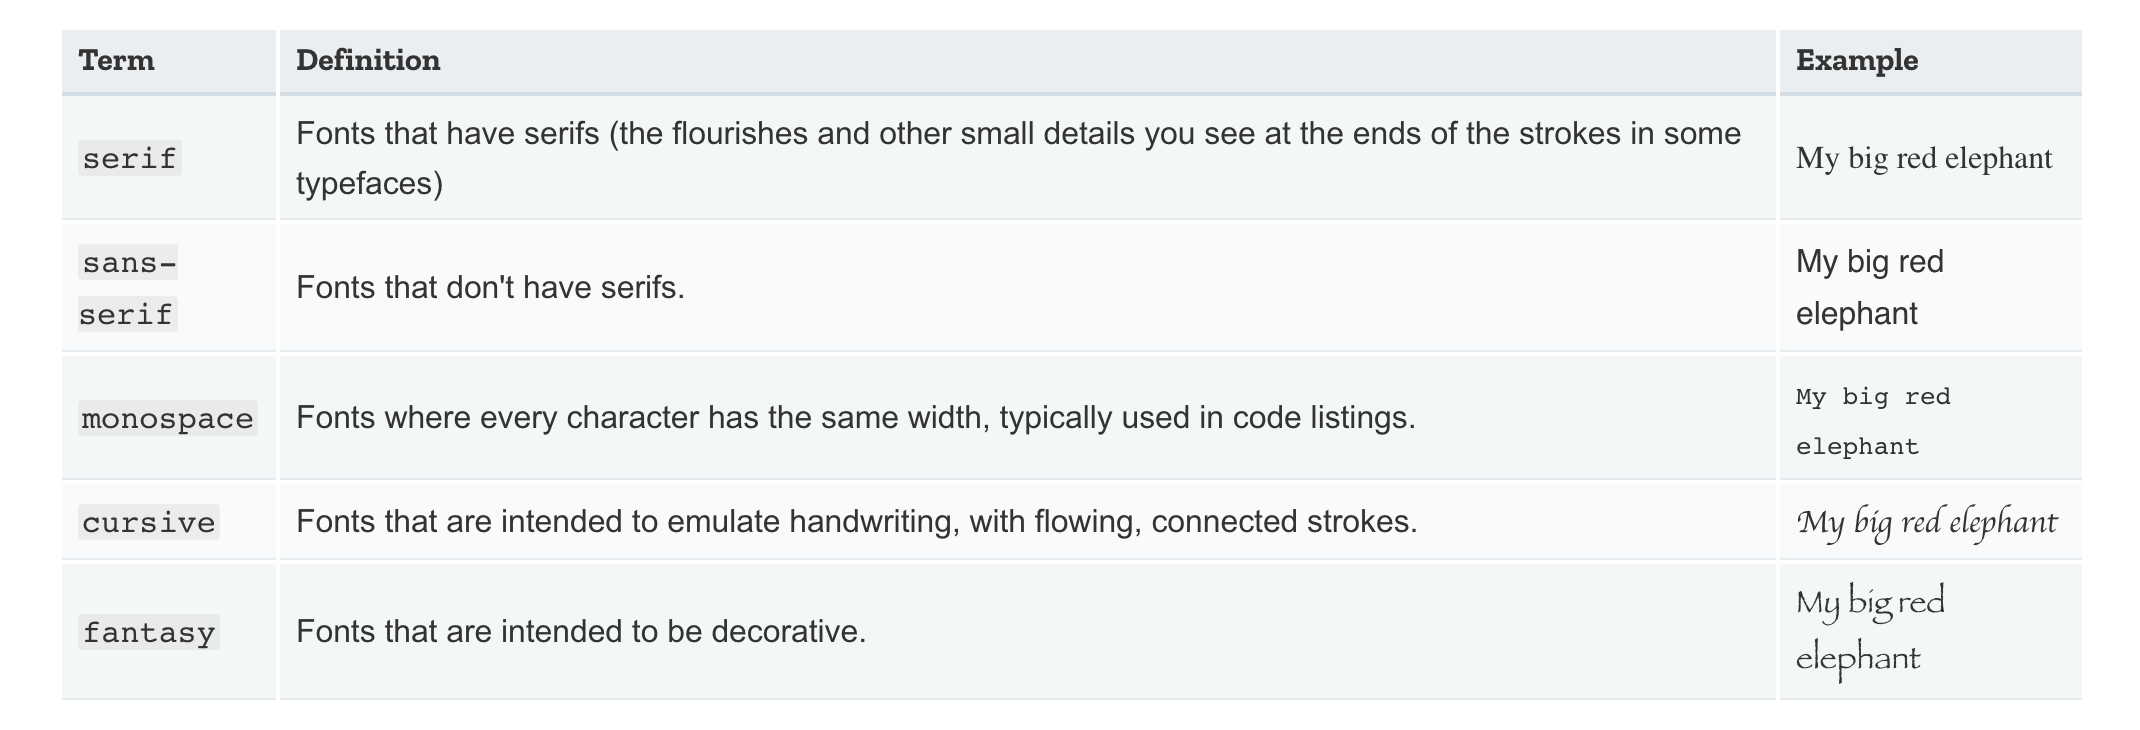 Term Definition Example
serif
Fonts that have serifs (the flourishes and other small details you see at the ends of the strokes in some
typefaces)
My big red elephant
sans-
serif
Fonts that don't have serifs.
My big red
elephant
monospace
Fonts where every character has the same width, typically used in code listings.
My big red
elephant
cursive
Fonts that are intended to emulate handwriting, with flowing, connected strokes.
My big red elephant
fantasy
Fonts that are intended to be decorative.
My big red
elephant